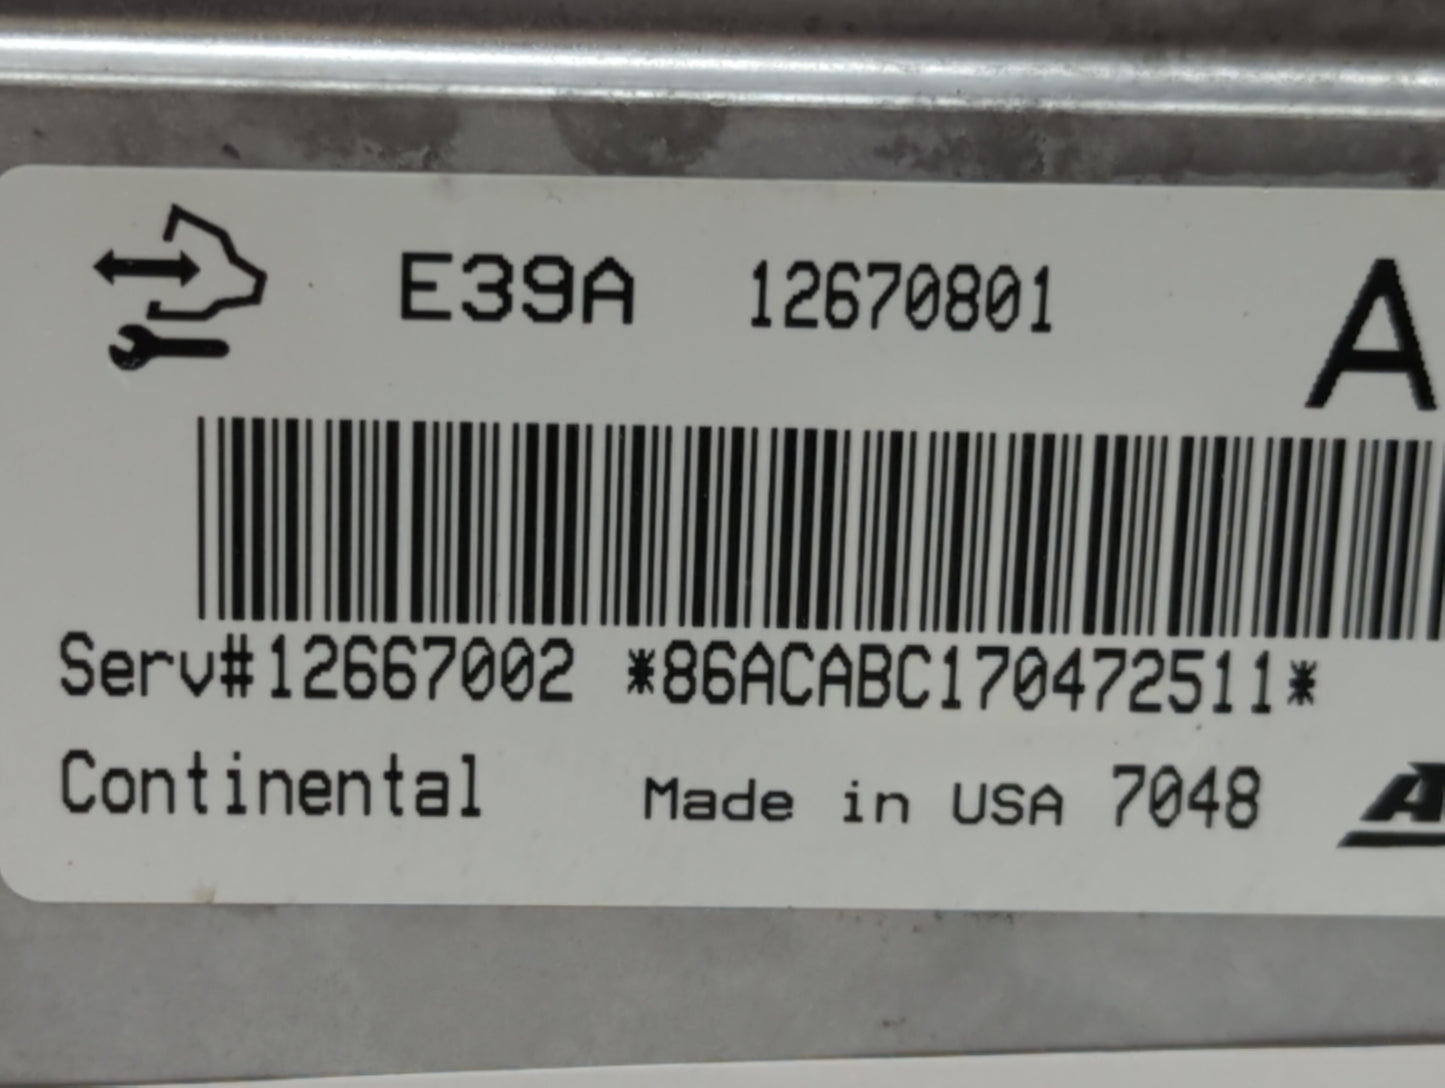 E39A 12670801 A
Serv#12667002 *86ACABC170472511*
Continental Made in USA 7048 A